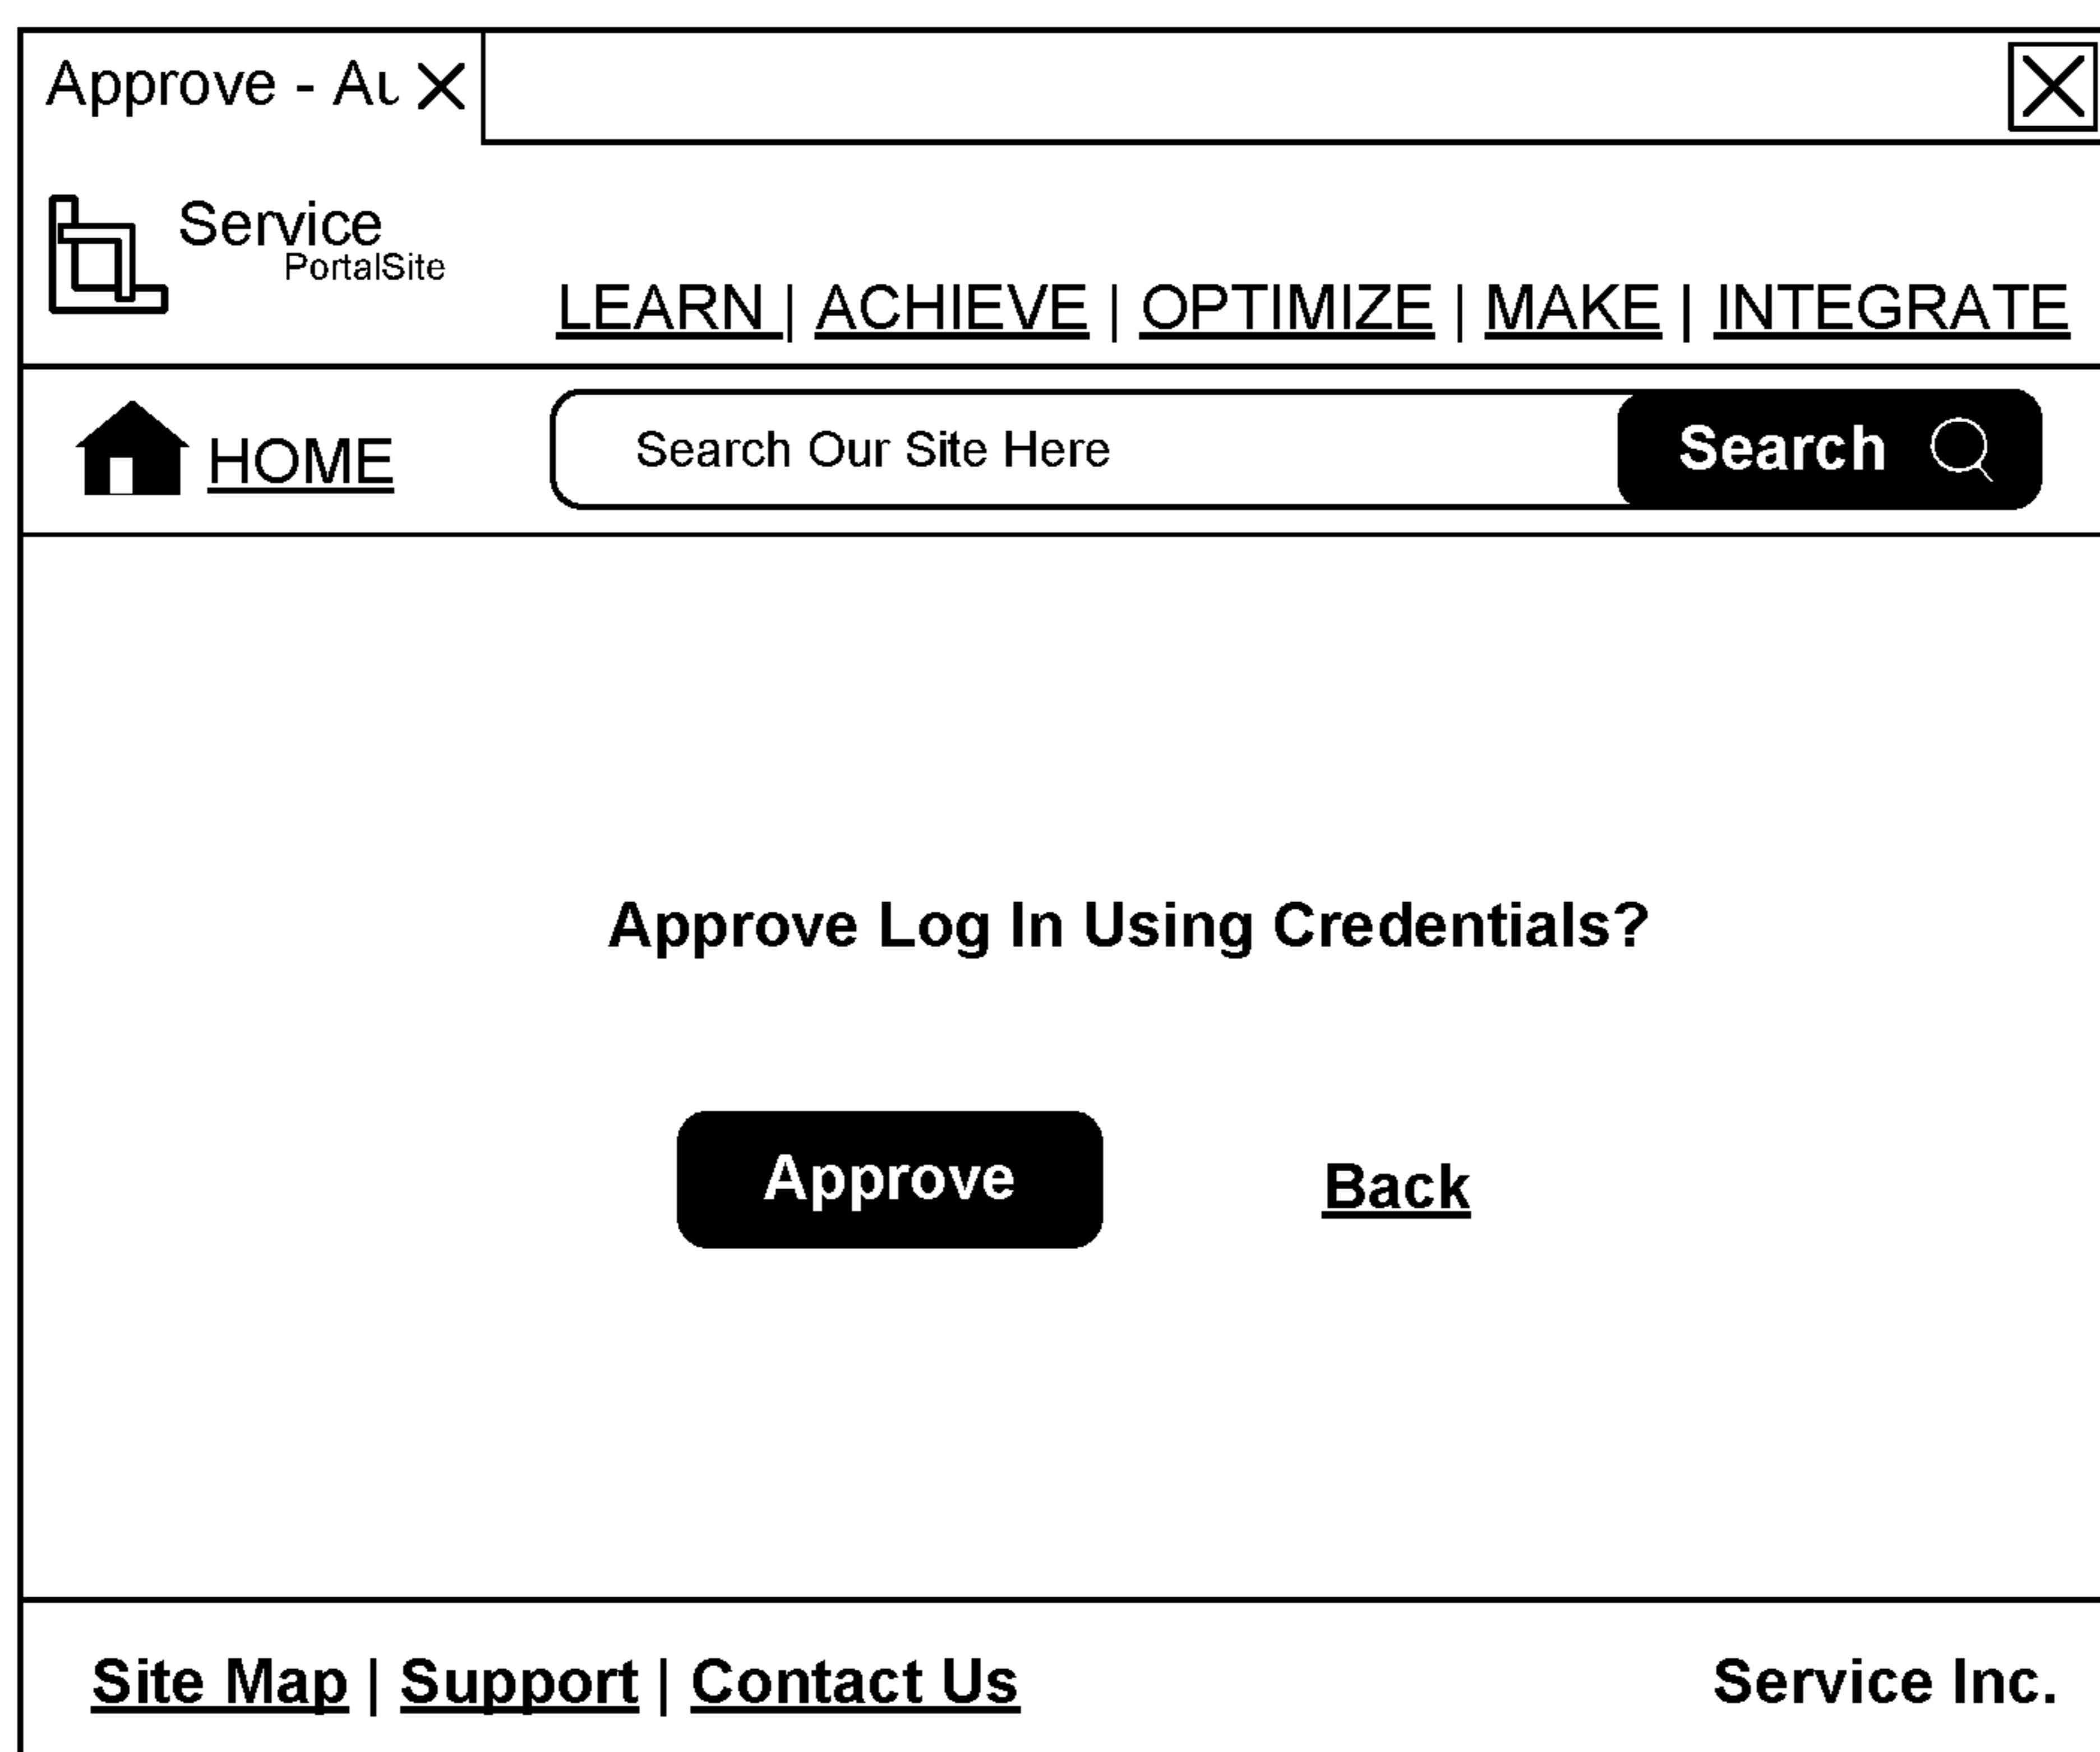 Approve - Au
Service
PortalSite
LEARN | ACHIEVE | OPTIMIZE | MAKE | INTEGRATE
HOME
Search Our Site Here
Search
Approve Log In Using Credentials?
Approve
Back
Site Map | Support | Contact Us
Service Inc.